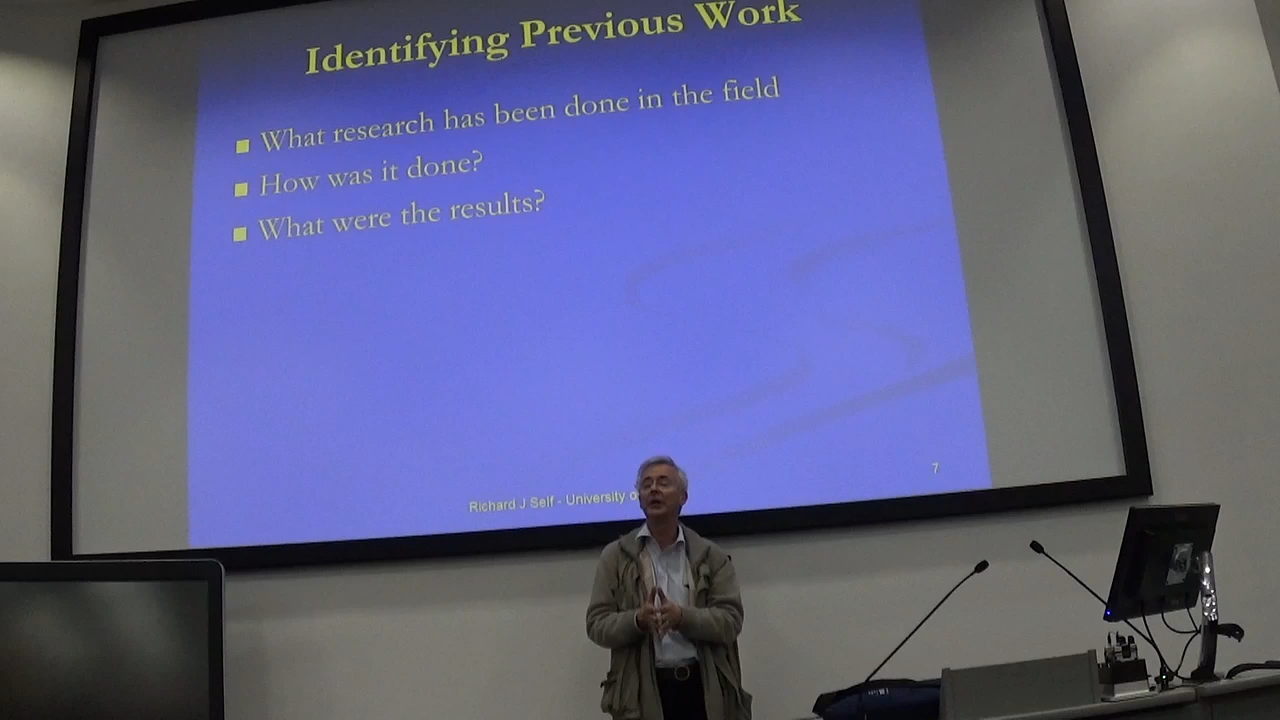 Identifying Previous Work
What research has been done in the field
How was it done?
What were the results?
Richard J Self - University
7